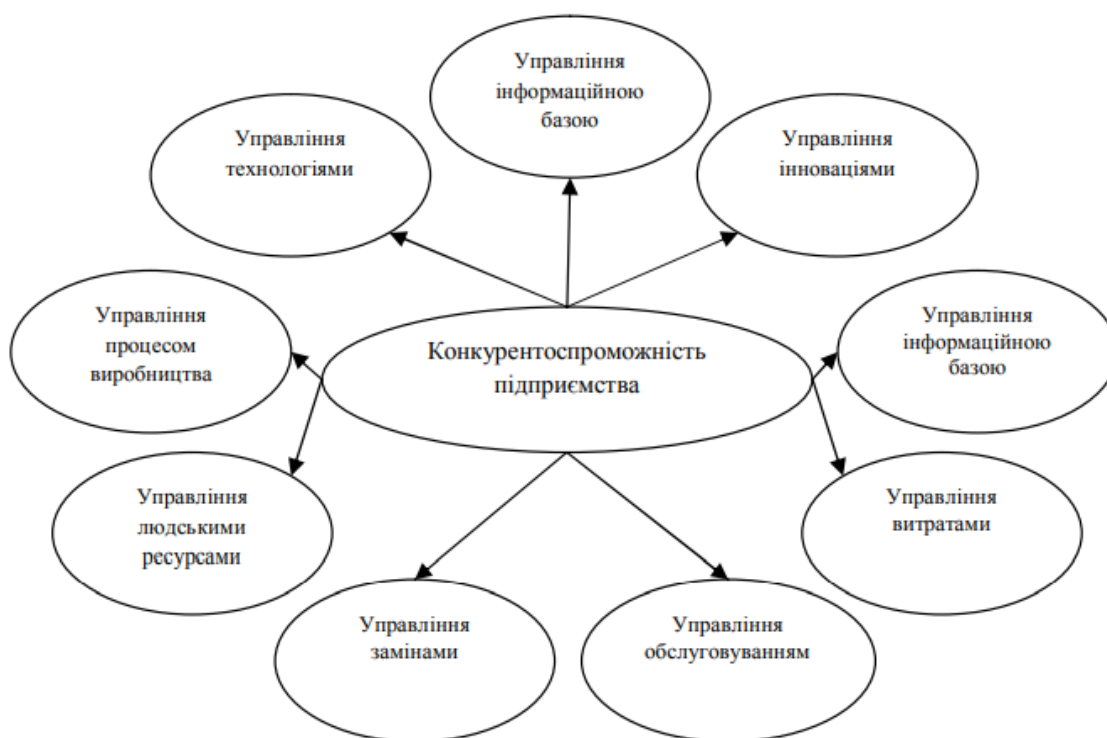 Управління
інформаційною
базою
Управління
технологіями
Управління
інноваціями
Управління
процесом
виробництва
Конкурентоспроможність
підприємства
Управління
інформаційною
базою
Управління
людськими
ресурсами
Управління
витратами
Управління
замінами
Управління
обслуговуванням